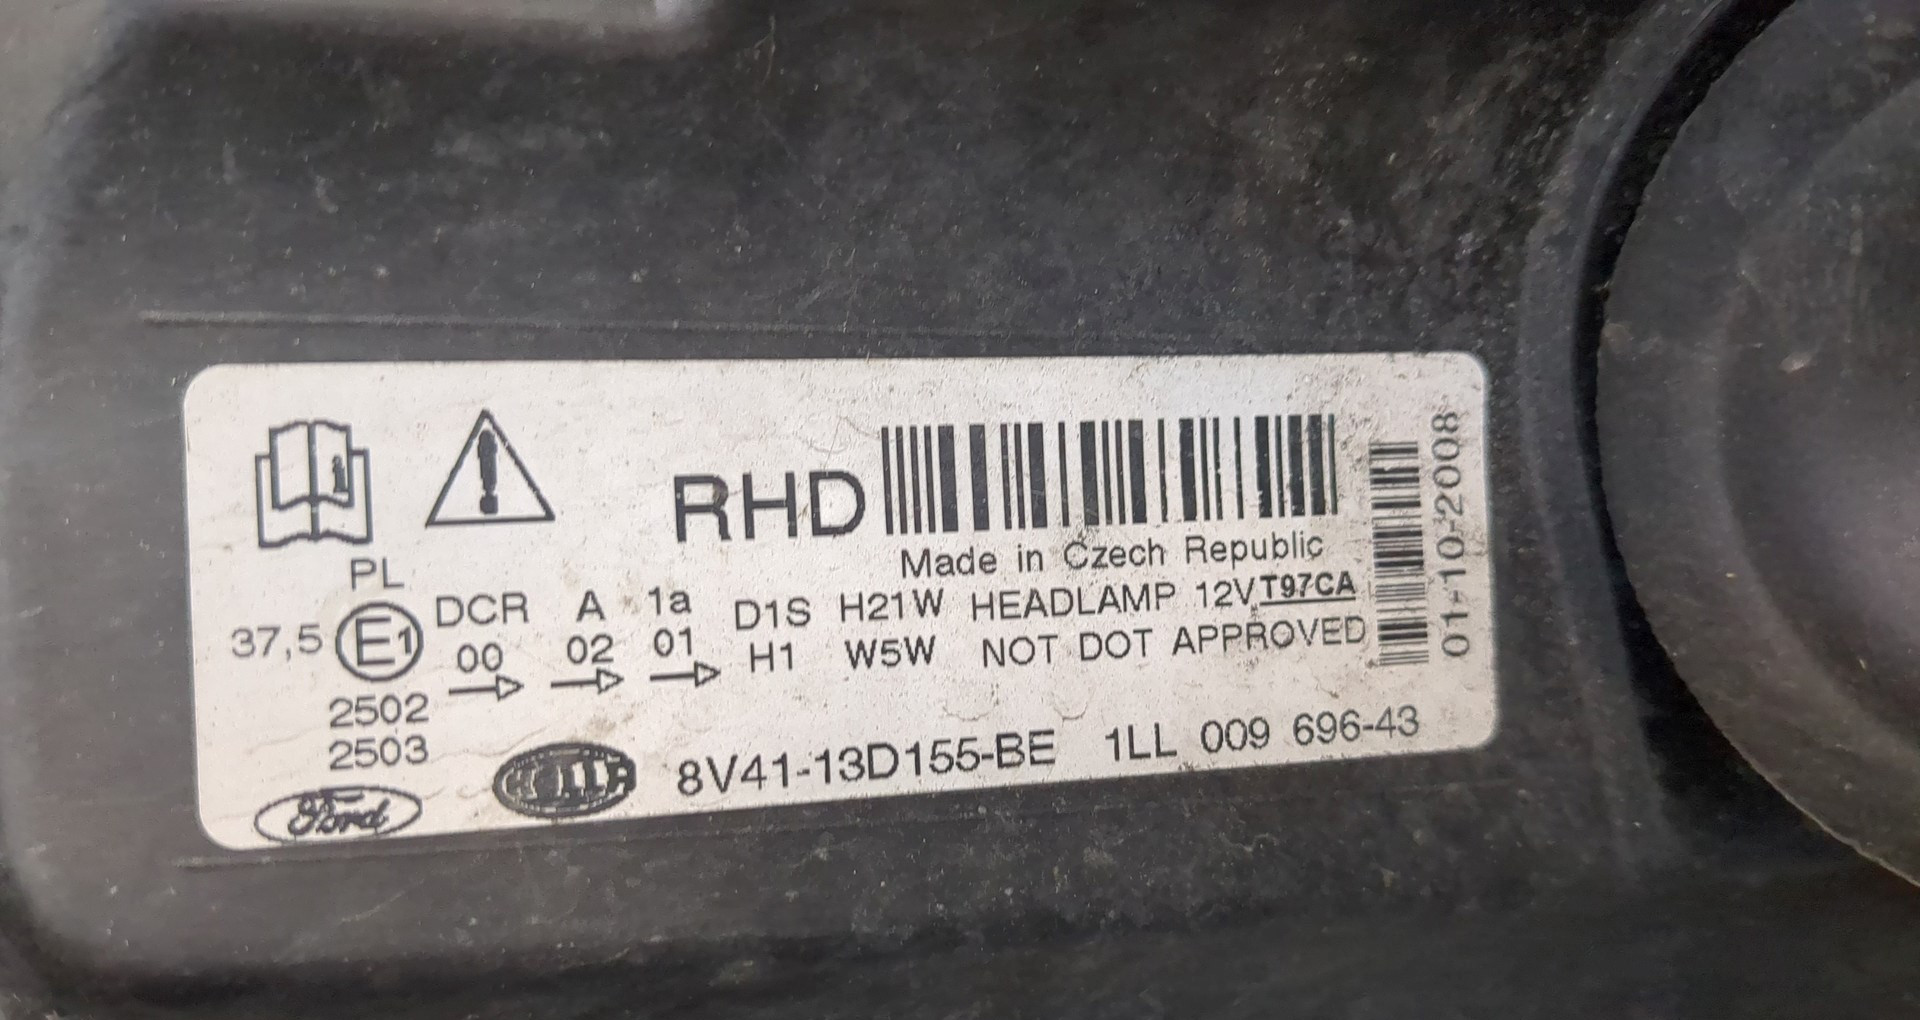 RHD
Made in Czech Republic
PL
37,5 E1 DCR A 1a D1S H21W HEADLAMP 12V T97CA
00 02 01 H1 W5W NOT DOT APPROVED
2502
2503
Ford HELLA 8V41-13D155-BE 1LL 009 696-43
01-10-2008